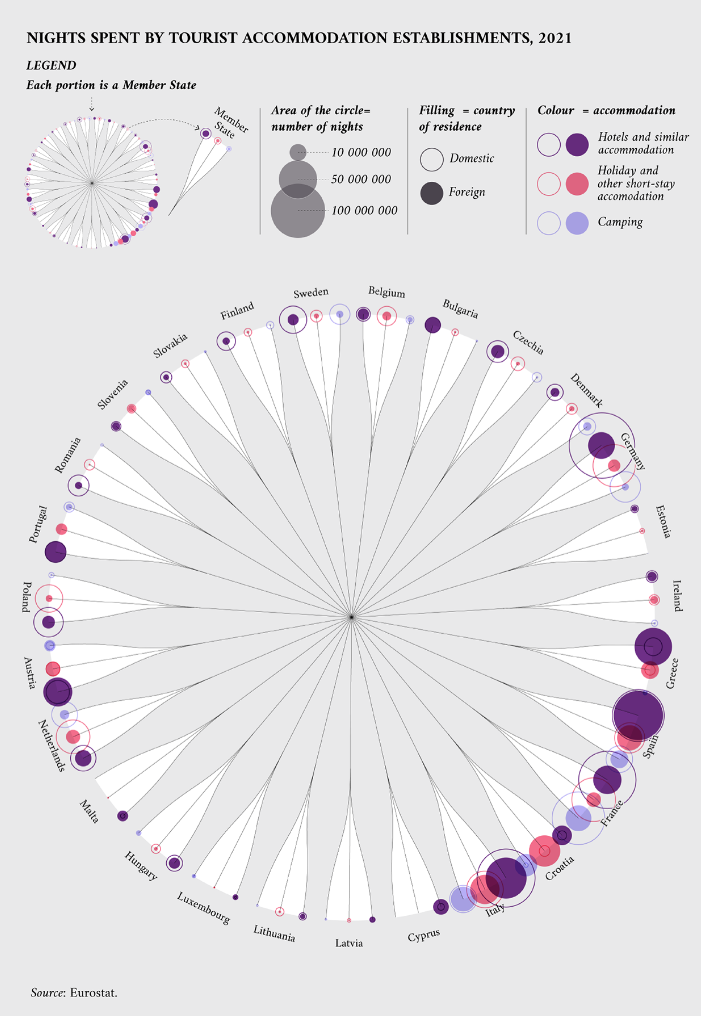 NIGHTS SPENT BY TOURIST ACCOMMODATION ESTABLISHMENTS, 2021
LEGEND
Each portion is a Member State
Member
State
Area of the circle=
number of nights
10 000 000
50 000 000
100 000 000
Filling = country
of residence
Domestic
Foreign
Colour = accommodation
Hotels and similar
accommodation
Holiday and
other short-stay
accomodation
Camping
Sweden
Belgium
Bulgaria
Czechia
Denmark
Germany
Estonia
Ireland
Greece
Spain
France
Croatia
Italy
Cyprus
Latvia
Lithuania
Luxembourg
Hungary
Malta
Netherlands
Austria
Poland
Portugal
Romania
Slovenia
Slovakia
Finland
Source: Eurostat.